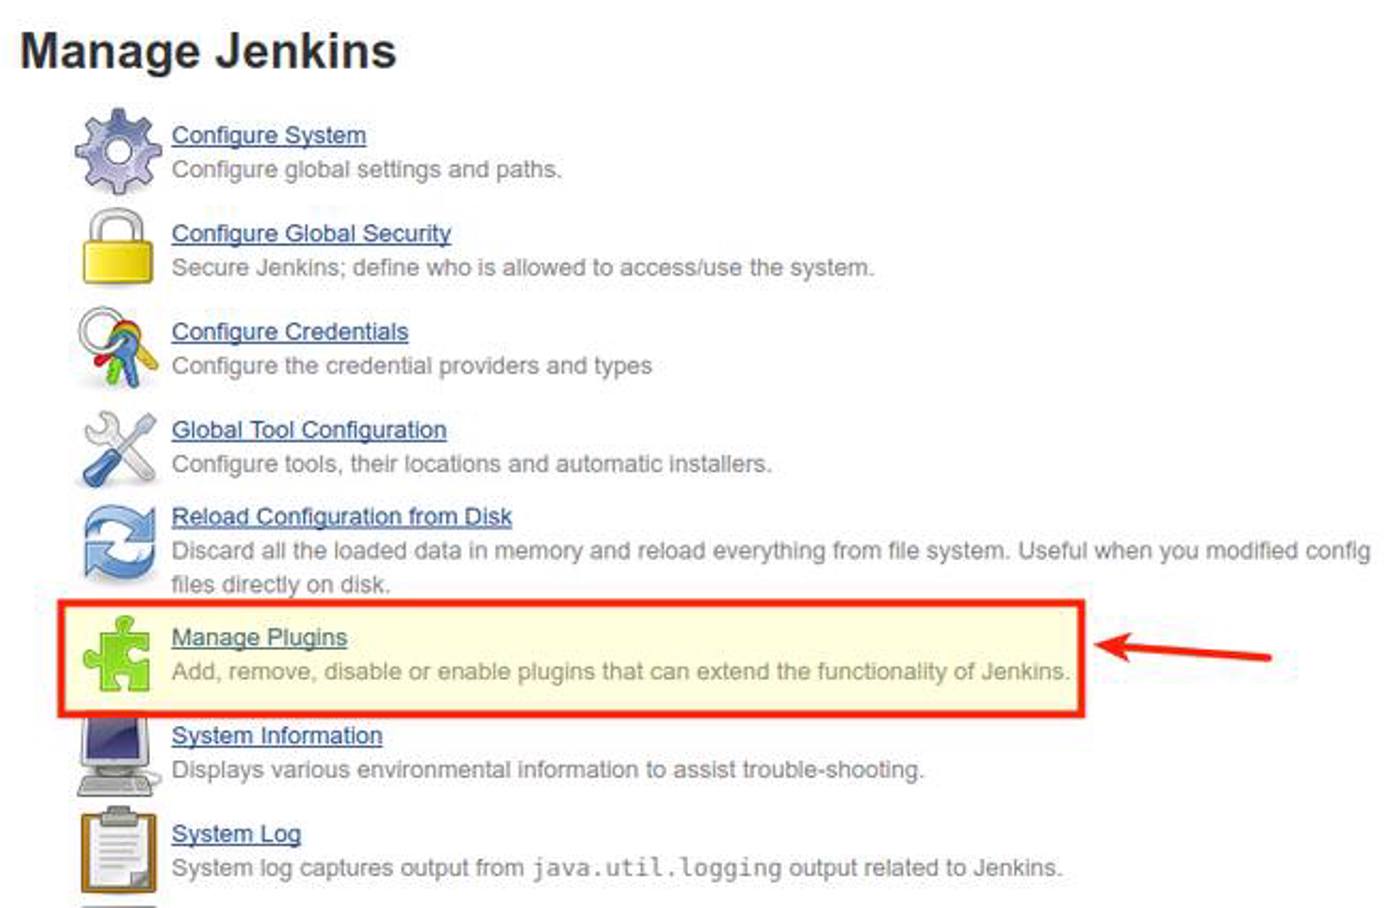 Manage Jenkins
Configure System
Configure global settings and paths.
Configure Global Security
Secure Jenkins; define who is allowed to access/use the system.
Configure Credentials
Configure the credential providers and types
Global Tool Configuration
Configure tools, their locations and automatic installers.
Reload Configuration from Disk
Discard all the loaded data in memory and reload everything from file system. Useful when you modified config
files directly on disk.
Manage Plugins
Add, remove, disable or enable plugins that can extend the functionality of Jenkins.
System Information
Displays various environmental information to assist trouble-shooting.
System Log
System log captures output from java.util.logging output related to Jenkins.